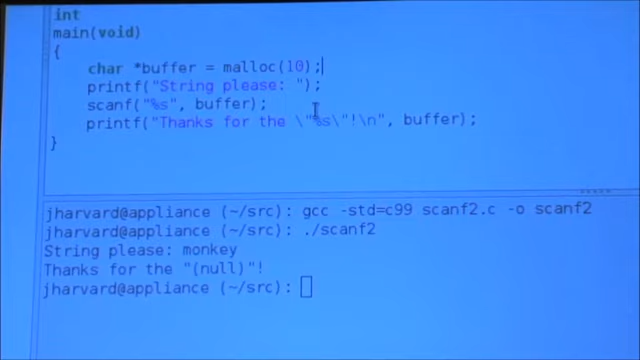 int
main(void)
{
char *buffer = malloc(10);
printf("String please: ");
scanf("%s", buffer);
printf("Thanks for the \"%s\"!\n", buffer);
}
jharvard@appliance (~/src): gcc -std=c99 scanf2.c -o scanf2
jharvard@appliance (~/src): ./scanf2
String please: monkey
Thanks for the "(null)"!
jharvard@appliance (~/src):